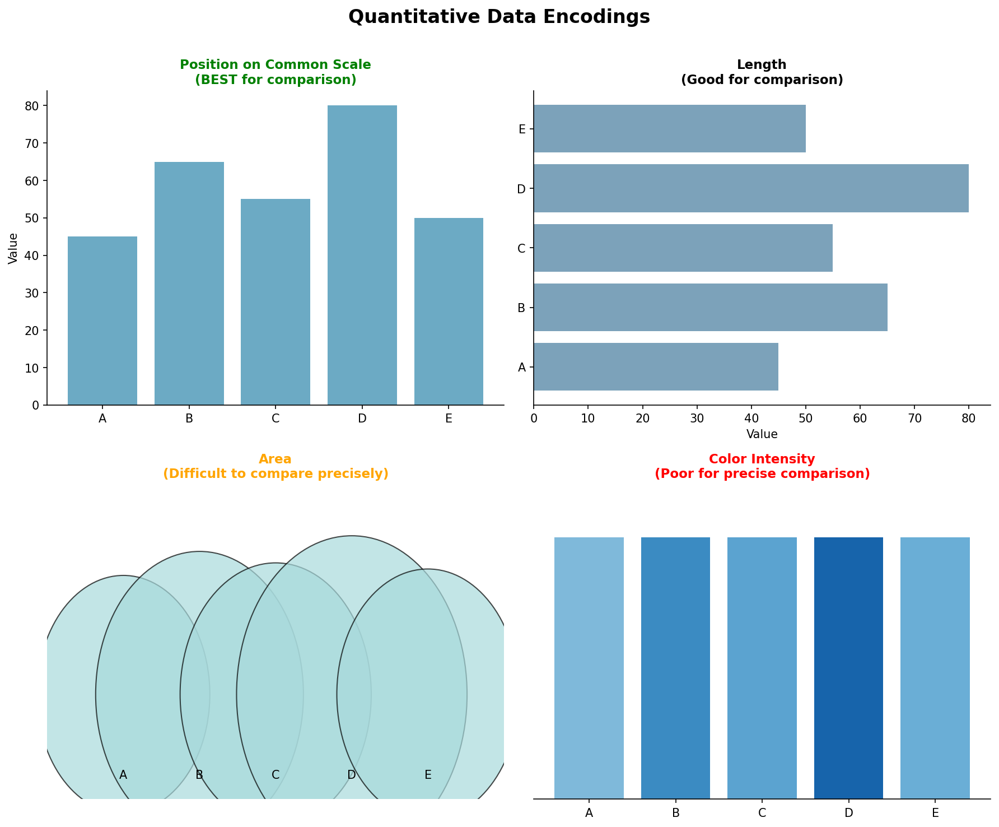 Quantitative Data Encodings
Position on Common Scale
(BEST for comparison)
80
70
60
50
40
30
20
10
0
Value
A B C D E
Length
(Good for comparison)
E
D
C
B
A
0 10 20 30 40 50 60 70 80
Value
Area
(Difficult to compare precisely)
A B C D E
Color Intensity
(Poor for precise comparison)
A B C D E